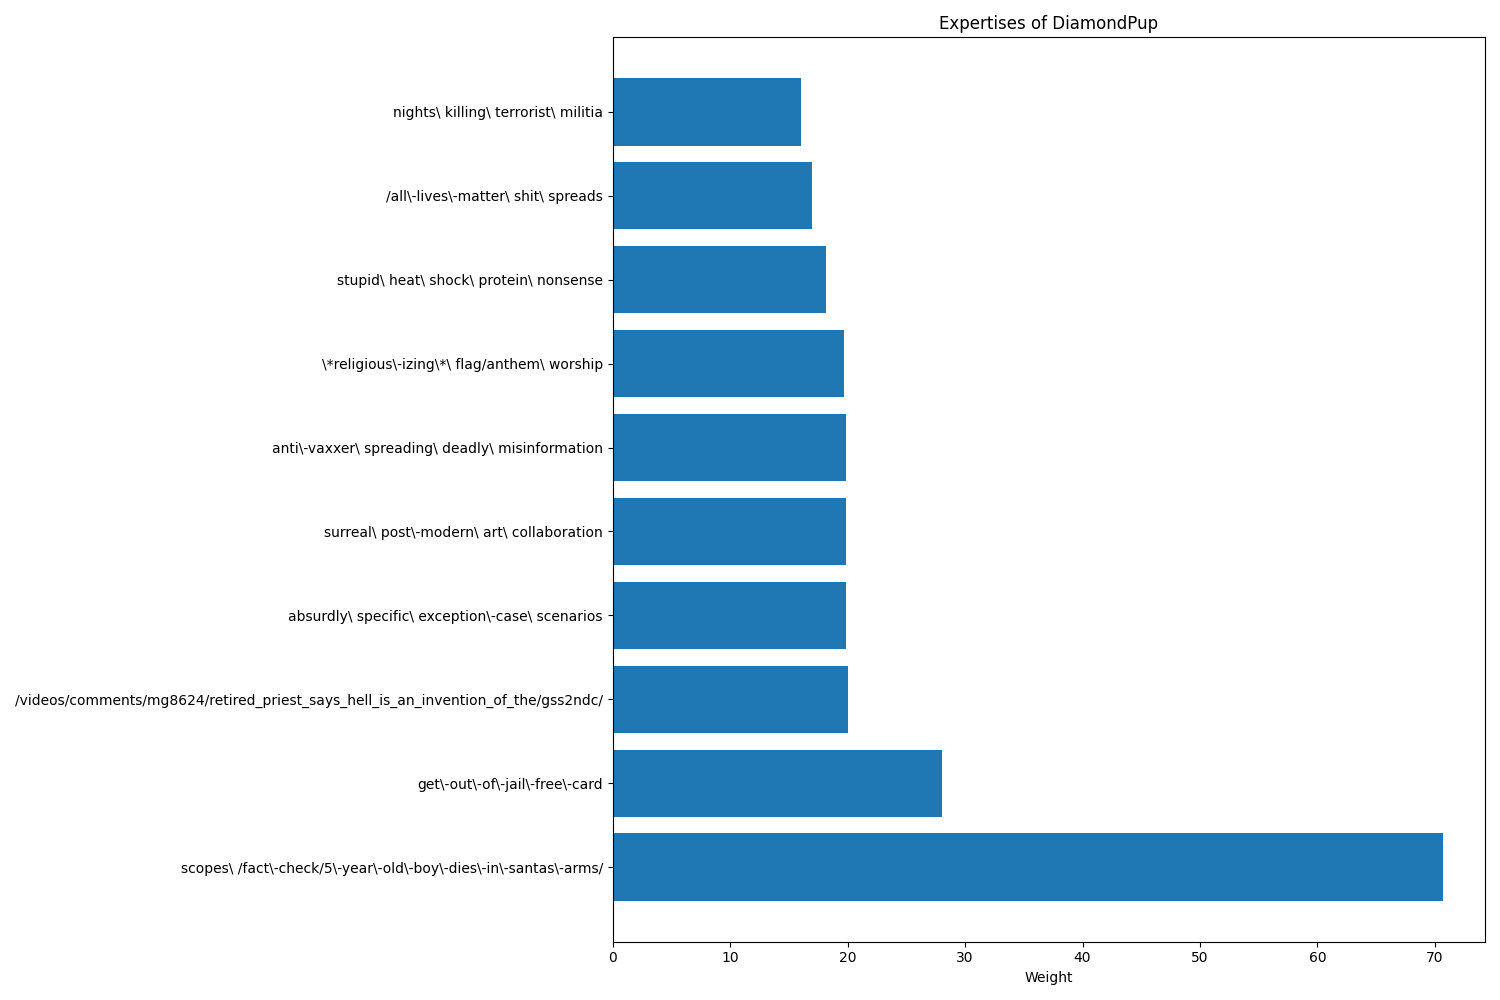 Expertises of DiamondPup
nights\ killing\ terrorist\ militia
/all\-lives\-matter\ shit\ spreads
stupid\ heat\ shock\ protein\ nonsense
\*religious\-izing\*\ flag/anthem\ worship
anti\-vaxxer\ spreading\ deadly\ misinformation
surreal\ post\-modern\ art\ collaboration
absurdly\ specific\ exception\-case\ scenarios
/videos/comments/mg8624/retired_priest_says_hell_is_an_invention_of_the/gss2ndc/
get\-out\-of\-jail\-free\-card
scopes\ /fact\-check/5\-year\-old\-boy\-dies\-in\-santas\-arms/
0 10 20 30 40 50 60 70
Weight